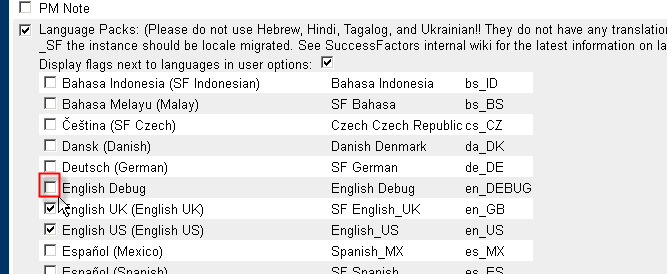 PM Note
Language Packs: (Please do not use Hebrew, Hindi, Tagalog, and Ukrainian!! They do not have any translation
_SF the instance should be locale migrated. See SuccessFactors internal wiki for the latest information on la
Display flags next to languages in user options:
Bahasa Indonesia (SF Indonesian) Bahasa Indonesia bs_ID
Bahasa Melayu (Malay) SF Bahasa bs_BS
Čeština (SF Czech) Czech Czech Republic cs_CZ
Dansk (Danish) Danish Denmark da_DK
Deutsch (German) SF German de_DE
English Debug English Debug en_DEBUG
English UK (English UK) SF English_UK en_GB
English US (English US) English_US en_US
Español (Mexico) Spanish_MX es_MX
Español (Spanish) SF Spanish es_ES